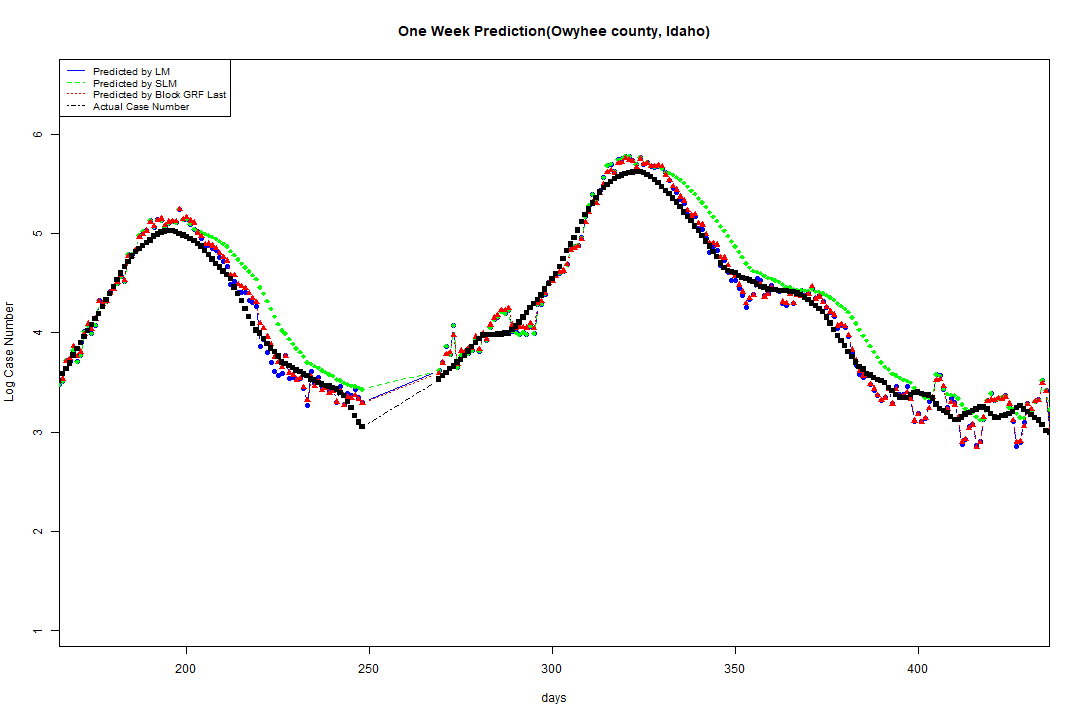 One Week Prediction(Owyhee county, Idaho)
Predicted by LM
Predicted by SLM
Predicted by Block GRF Last
Actual Case Number
Log Case Number
6
5
4
3
2
1
200 250 300 350 400
days